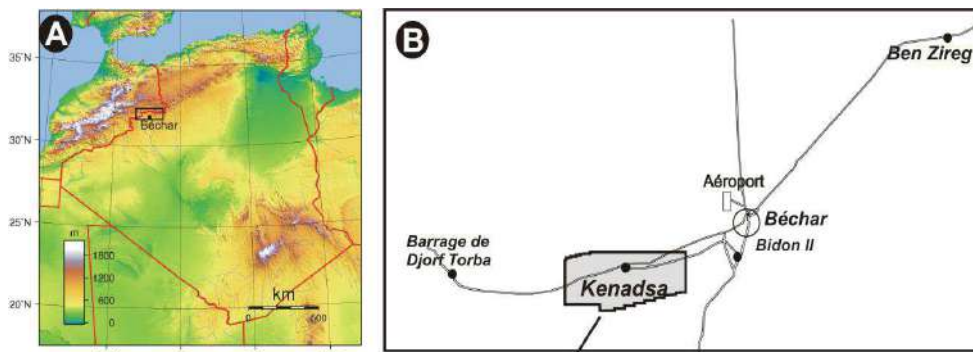 A
35°N
30°N
25°N
20°N
Béchar
m
1800
1200
600
0
km
0
500
B
Ben Zireg
Aéroport
Béchar
Bidon II
Barrage de
Djorf Torba
Kenadsa